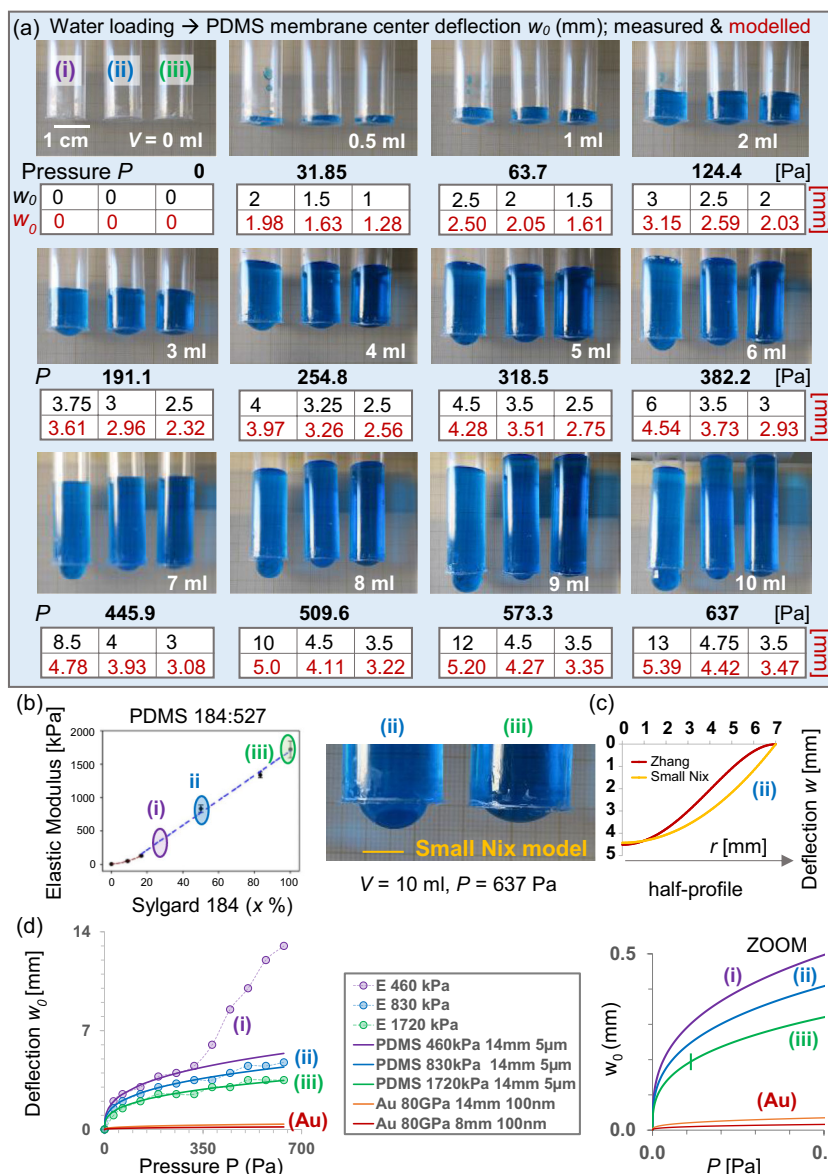 (a) Water loading → PDMS membrane center deflection w0 (mm); measured & modelled
(i) (ii) (iii)
1 cm V = 0 ml 0.5 ml 1 ml 2 ml
Pressure P 0 31.85 63.7 124.4 [Pa]
w0 0 0 0 2 1.5 1 2.5 2 1.5 3 2.5 2 [mm]
w0 0 0 0 1.98 1.63 1.28 2.50 2.05 1.61 3.15 2.59 2.03
3 ml 4 ml 5 ml 6 ml
P 191.1 254.8 318.5 382.2 [Pa]
3.75 3 2.5 4 3.25 2.5 4.5 3.5 2.5 6 3.5 3 [mm]
3.61 2.96 2.32 3.97 3.26 2.56 4.28 3.51 2.75 4.54 3.73 2.93
7 ml 8 ml 9 ml 10 ml
P 445.9 509.6 573.3 637 [Pa]
8.5 4 3 10 4.5 3.5 12 4.5 3.5 13 4.75 3.5 [mm]
4.78 3.93 3.08 5.0 4.11 3.22 5.20 4.27 3.35 5.39 4.42 3.47
(b)
PDMS 184:527
Elastic Modulus [kPa]
2000
1500
1000
500
0
0 20 40 60 80 100
Sylgard 184 (x %)
(i) ii (iii)
(ii) (iii)
Small Nix model
V = 10 ml, P = 637 Pa
(c)
0 1 2 3 4 5 6 7
0
1
2
3
4
5
Zhang
Small Nix
(ii)
r [mm]
Deflection w [mm]
half-profile
(d)
Deflection w0 [mm]
14
7
0
0 350 700
Pressure P (Pa)
(i)
(ii)
(iii)
(Au)
E 460 kPa
E 830 kPa
E 1720 kPa
PDMS 460kPa 14mm 5µm
PDMS 830kPa 14mm 5µm
PDMS 1720kPa 14mm 5µm
Au 80GPa 14mm 100nm
Au 80GPa 8mm 100nm
ZOOM
w0 (mm)
0.5
0.0
(i)
(ii)
(iii)
(Au)
0.0
P [Pa]